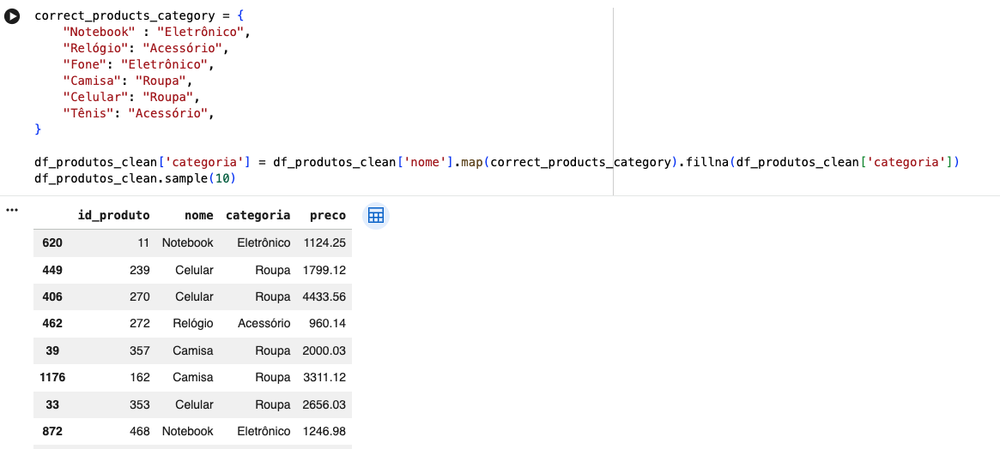 correct_products_category = {
    "Notebook" : "Eletrônico",
    "Relógio": "Acessório",
    "Fone": "Eletrônico",
    "Camisa": "Roupa",
    "Celular": "Roupa",
    "Tênis": "Acessório",
}
df_produtos_clean['categoria'] = df_produtos_clean['nome'].map(correct_products_category).fillna(df_produtos_clean['categoria'])
df_produtos_clean.sample(10)
id_produto nome categoria preco
620 11 Notebook Eletrônico 1124.25
449 239 Celular Roupa 1799.12
406 270 Celular Roupa 4433.56
462 272 Relógio Acessório 960.14
39 357 Camisa Roupa 2000.03
1176 162 Camisa Roupa 3311.12
33 353 Celular Roupa 2656.03
872 468 Notebook Eletrônico 1246.98